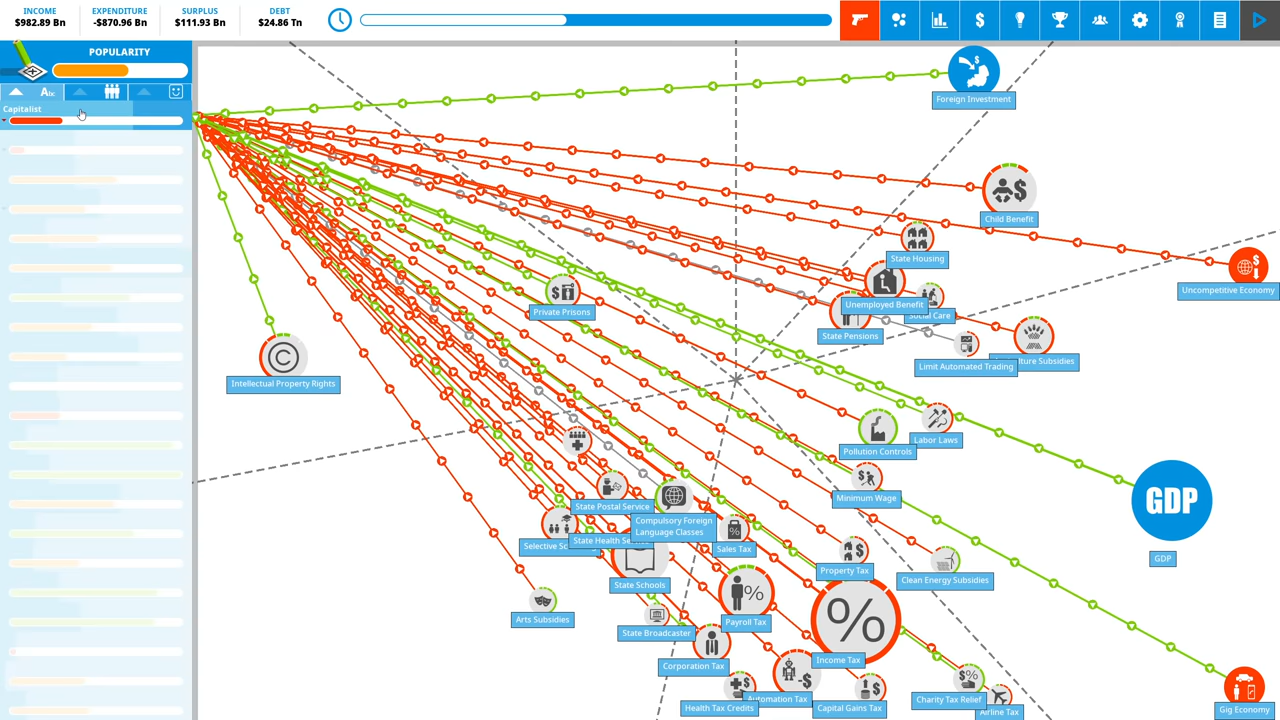 INCOME
$982.89 Bn
EXPENDITURE
-$870.96 Bn
SURPLUS
$111.93 Bn
DEBT
$24.86 Tn
$
POPULARITY
Abc
Capitalist
Foreign Investment
Child Benefit
State Housing
Uncompetitive Economy
Unemployed Benefit
Social Care
Private Prisons
State Pensions
Limit Automated Trading
Intellectual Property Rights
Labor Laws
Pollution Controls
Minimum Wage
GDP
GDP
State Postal Service
Compulsory Foreign
Language Classes
State Health
Sales Tax
Property Tax
Clean Energy Subsidies
State Schools
Arts Subsidies
Payroll Tax
State Broadcaster
Income Tax
Corporation Tax
Automation Tax
Health Tax Credits
Capital Gains Tax
Charity Tax Relief
Airline Tax
Gig Economy